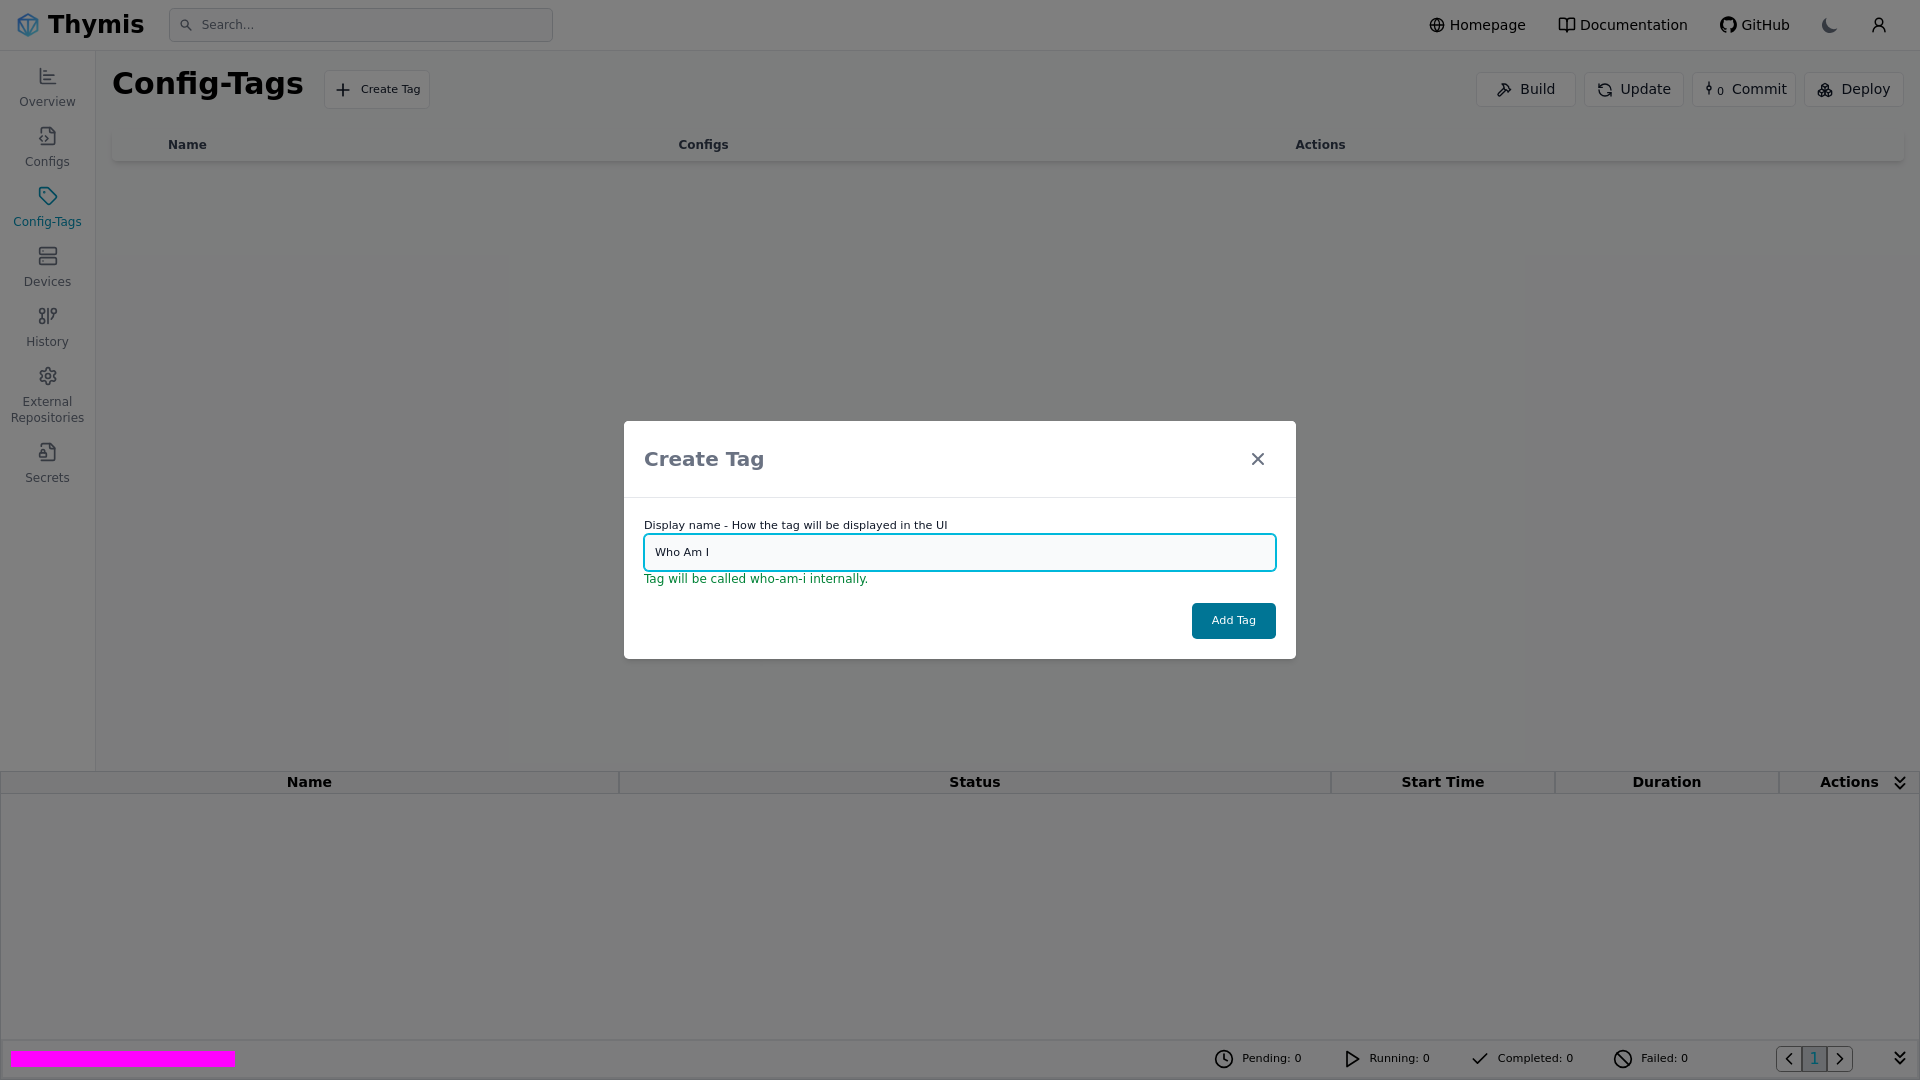 Thymis
Search...
Homepage
Documentation
GitHub
Overview
Configs
Config-Tags
Devices
History
External
Repositories
Secrets
Config-Tags
Create Tag
Build
Update
0 Commit
Deploy
Name Configs Actions
Create Tag
Display name - How the tag will be displayed in the UI
Who Am I
Tag will be called who-am-i internally.
Add Tag
Name Status Start Time Duration Actions
Pending: 0 Running: 0 Completed: 0 Failed: 0 1